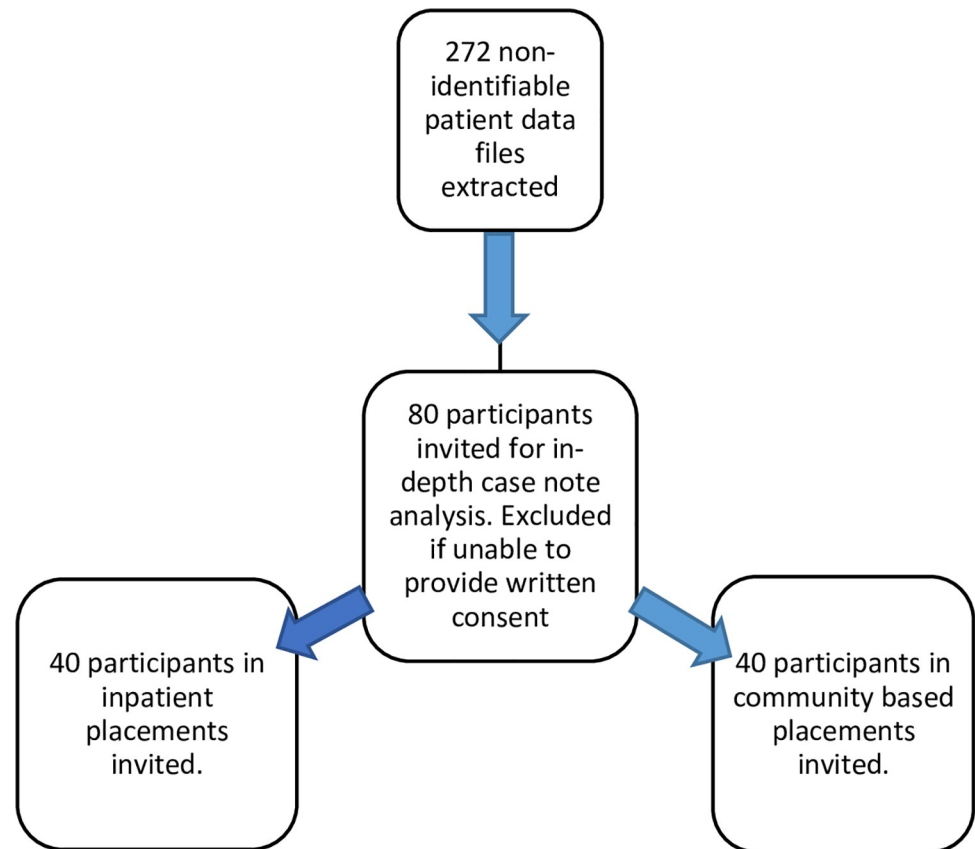 272 non-
identifiable
patient data
files
extracted
80 participants
invited for in-
depth case note
analysis. Excluded
if unable to
provide written
consent
40 participants in
inpatient
placements
invited.
40 participants in
community based
placements
invited.